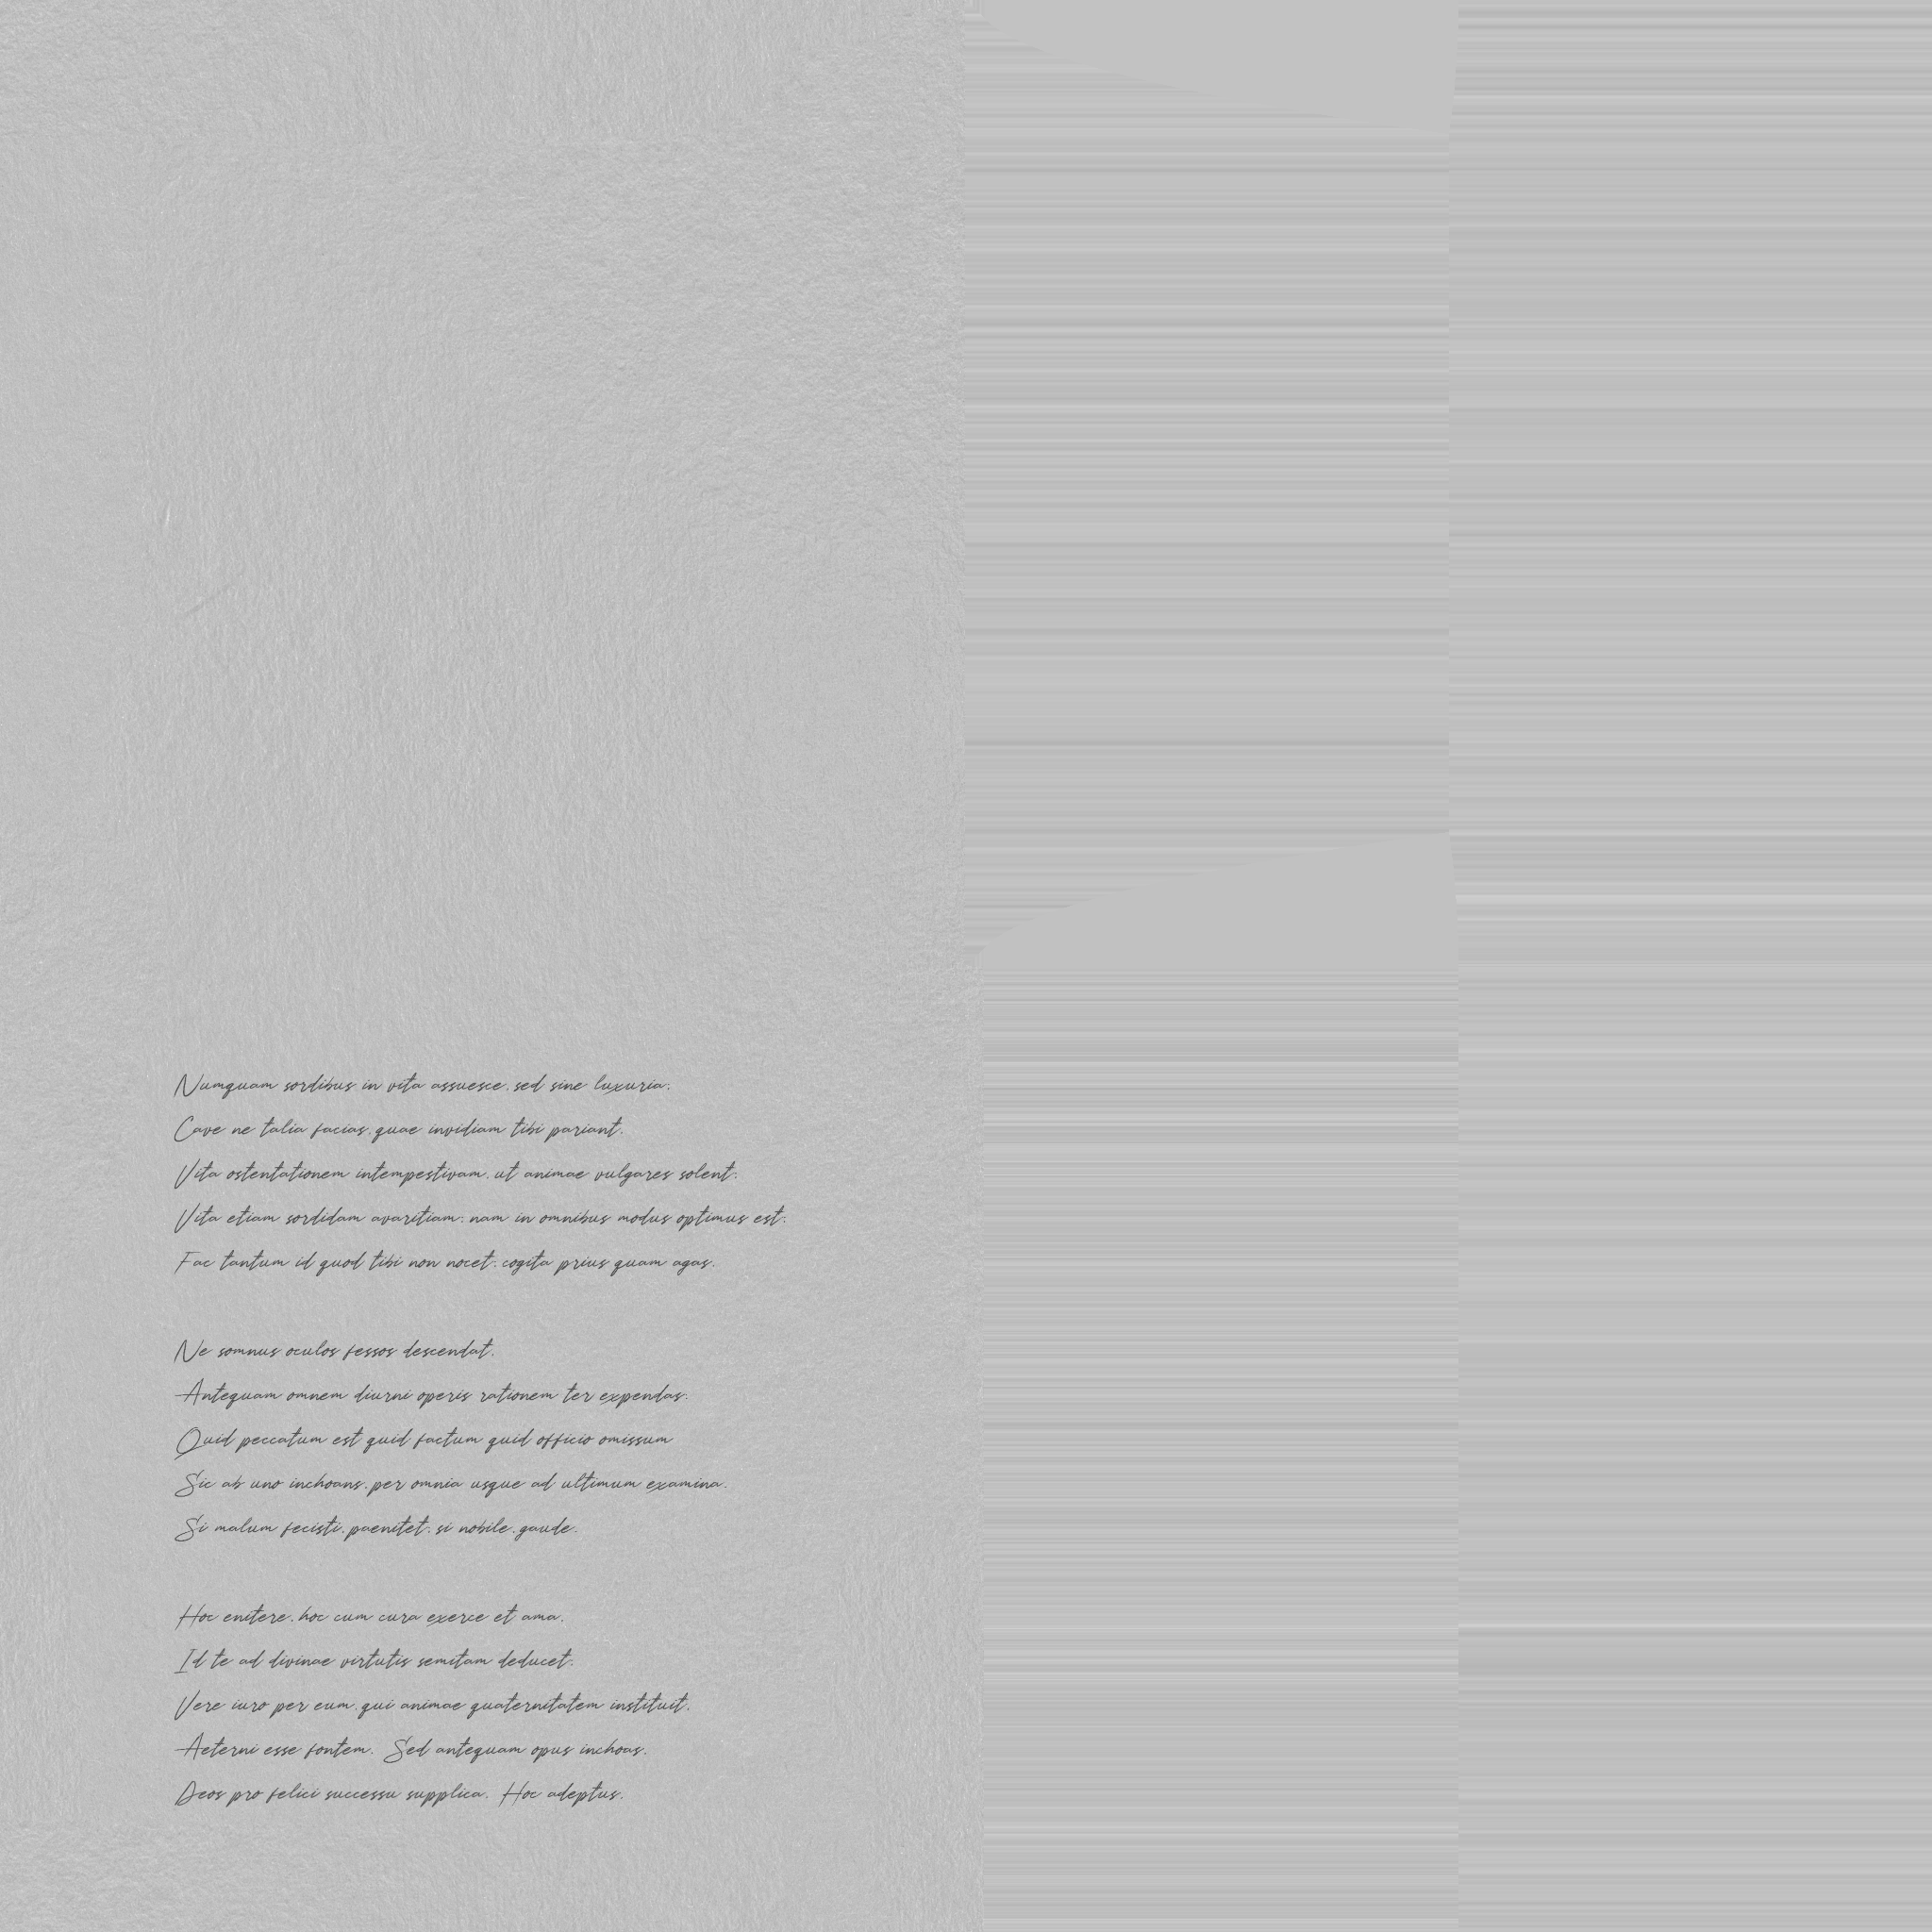 Numquam sordibus in vita assuesce, sed sine luxuria.
Cave ne talia facias, quae invidiam tibi pariant.
Vita ostentationem intempestivam, ut animae vulgares solent.
Vita etiam sordidam avaritiam; nam in omnibus modus optimus est.
Fac tantum id quod tibi non nocet; cogita prius quam agas.
Ne somnus oculos fessos descendat,
Antequam omnem diurni operis rationem ter expendas.
Quid peccatum est quid factum quid officio omissum
Sic ab uno inchoans, per omnia usque ad ultimum examina.
Si malum fecisti, paenitet; si nobile, gaude.
Hoc enitere, hoc cum cura exerce et ama.
Id te ad divinae virtutis semitam deducet.
Vere iuro per eum, qui animae quaternitatem instituit,
Aeterni esse fontem. Sed antequam opus inchoas,
Deos pro felici successu supplica. Hoc adeptus,